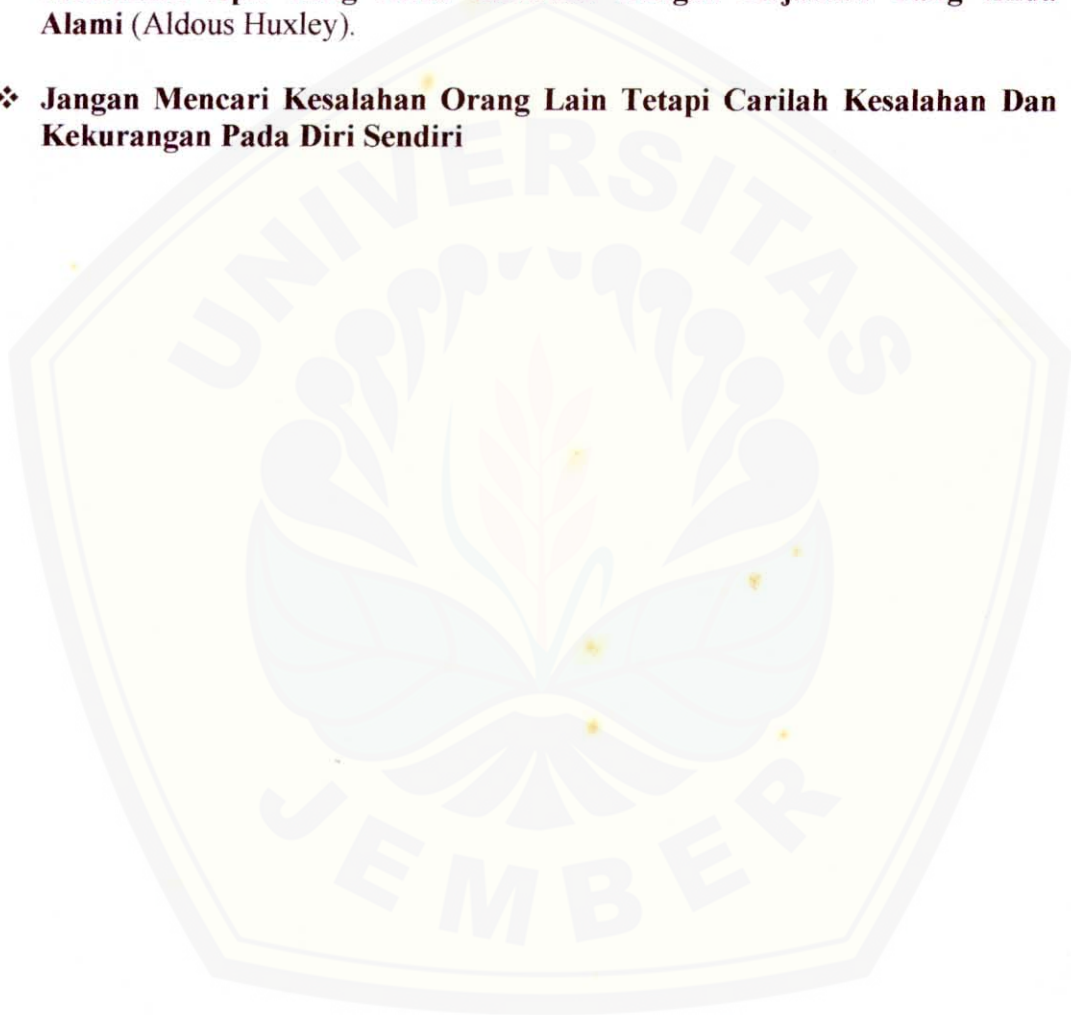 Alami (Aldous Huxley).
❖ Jangan Mencari Kesalahan Orang Lain Tetapi Carilah Kesalahan Dan
Kekurangan Pada Diri Sendiri
UNIVERSITAS
JEMBER